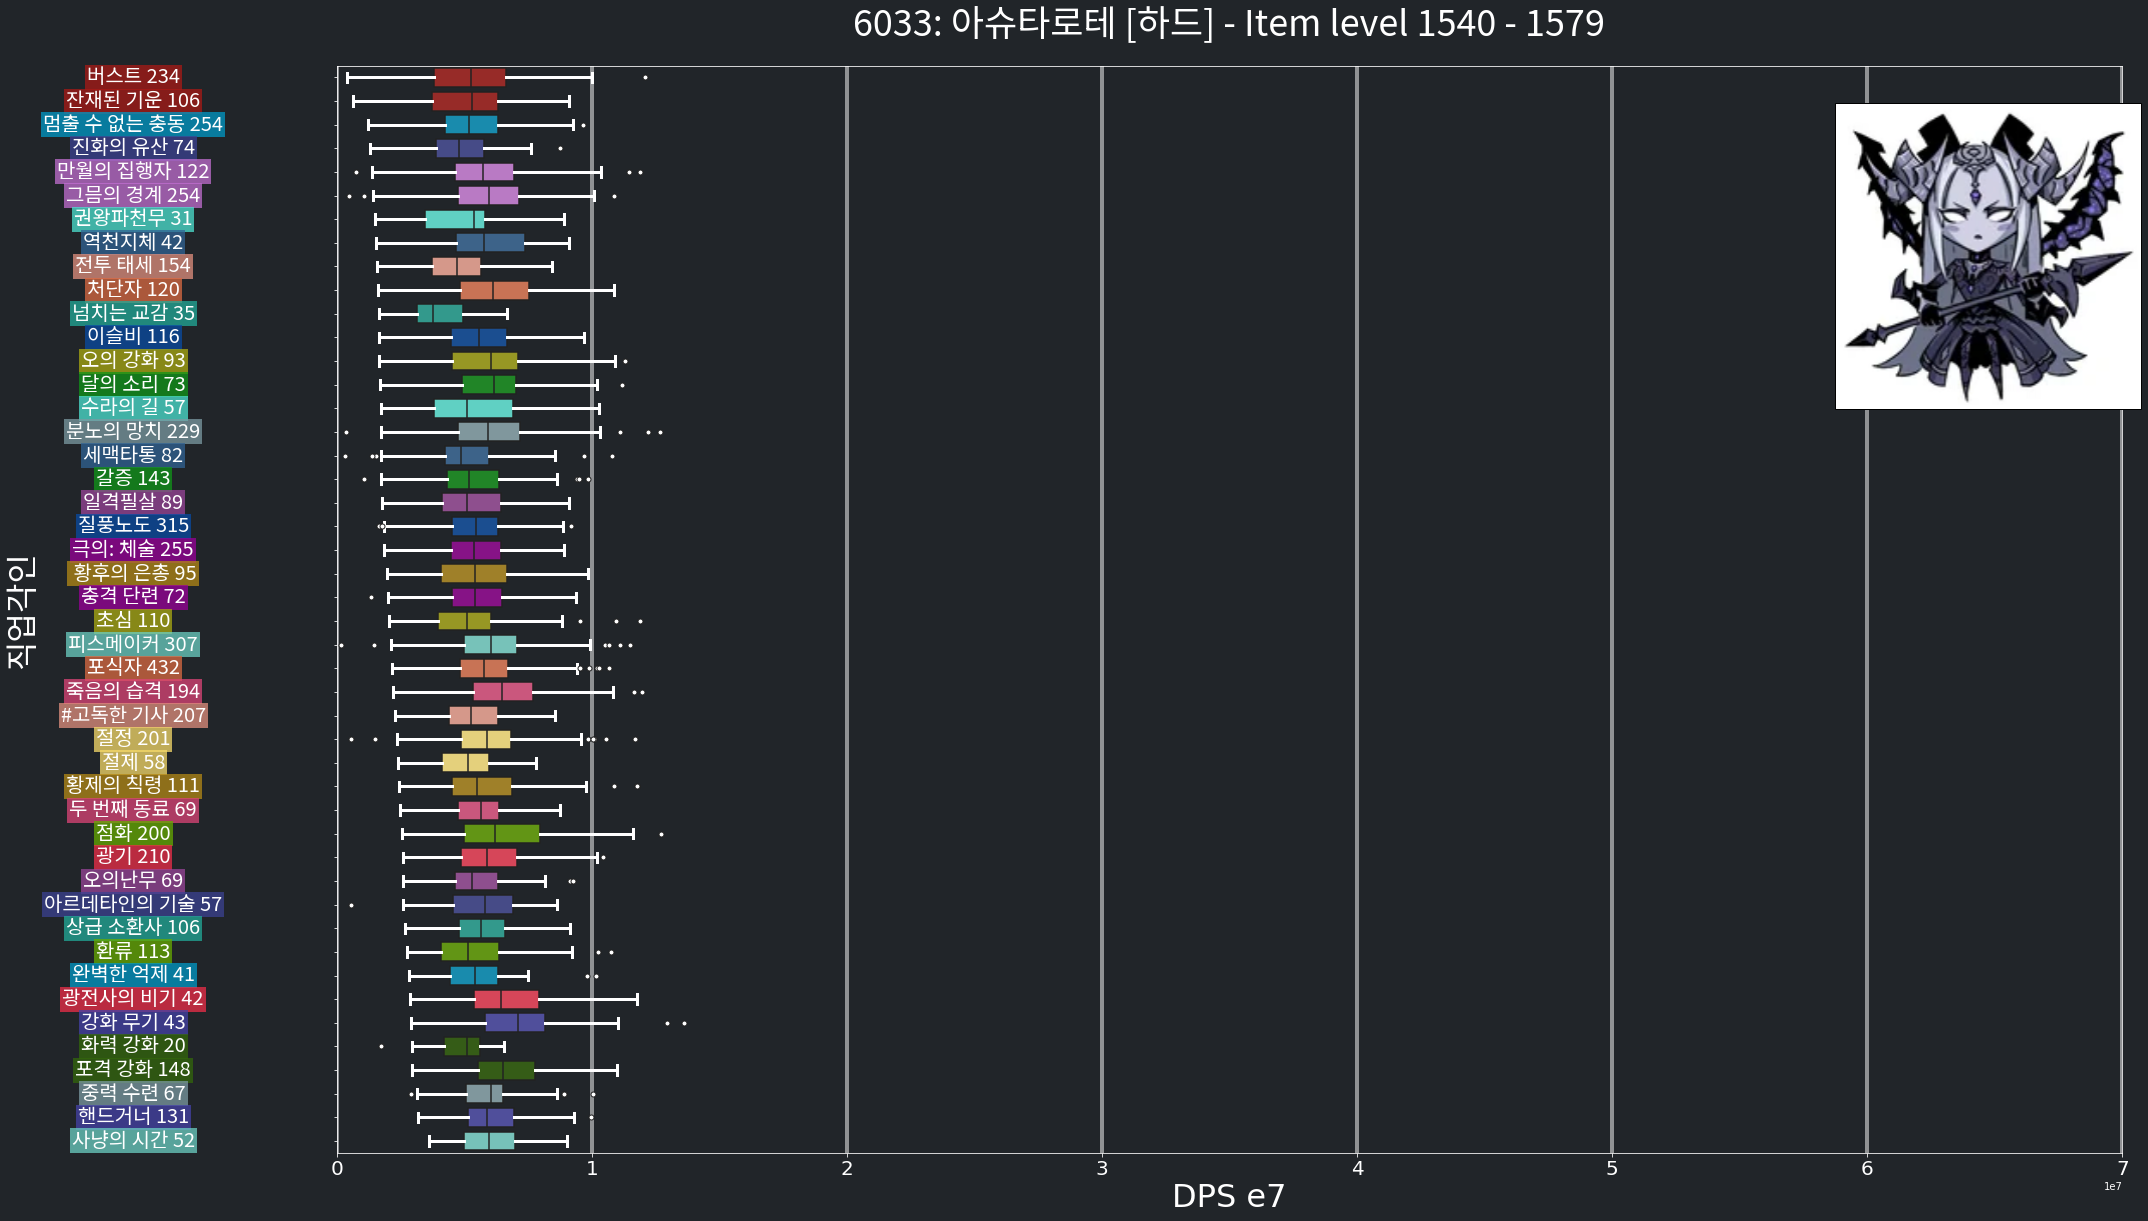 6033: 아슈타로테 [하드] - Item level 1540 - 1579
직업각인
버스트 234
잔재된 기운 106
멈출 수 없는 충동 254
진화의 유산 74
만월의 집행자 122
그믐의 경계 254
권왕파천무 31
역천지체 42
전투 태세 154
처단자 120
넘치는 교감 35
이슬비 116
오의 강화 93
달의 소리 73
수라의 길 57
분노의 망치 229
세맥타통 82
갈증 143
일격필살 89
질풍노도 315
극의: 체술 255
황후의 은총 95
충격 단련 72
초심 110
피스메이커 307
포식자 432
죽음의 습격 194
#고독한 기사 207
절정 201
절제 58
황제의 칙령 111
두 번째 동료 69
점화 200
광기 210
오의난무 69
아르데타인의 기술 57
상급 소환사 106
환류 113
완벽한 억제 41
광전사의 비기 42
강화 무기 43
화력 강화 20
포격 강화 148
중력 수련 67
핸드거너 131
사냥의 시간 52
0 1 2 3 4 5 6 7
1e7
DPS e7